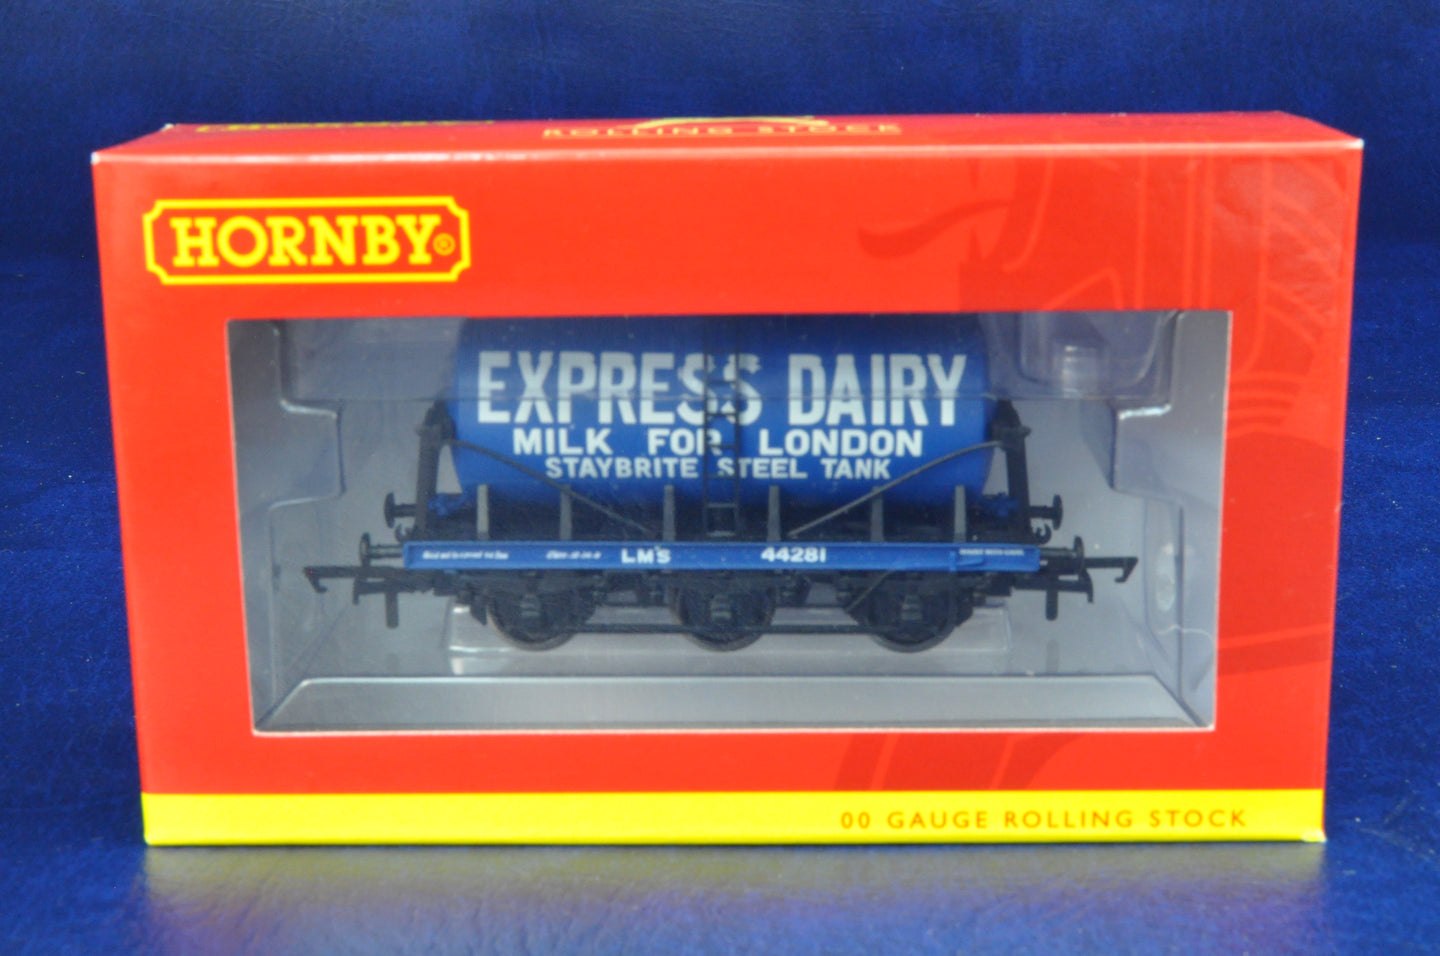 ROLLING STOCK
HORNBY®
EXPRESS DAIRY
MILK FOR LONDON
STAYBRITE STEEL TANK
LMS 44281
00 GAUGE ROLLING STOCK